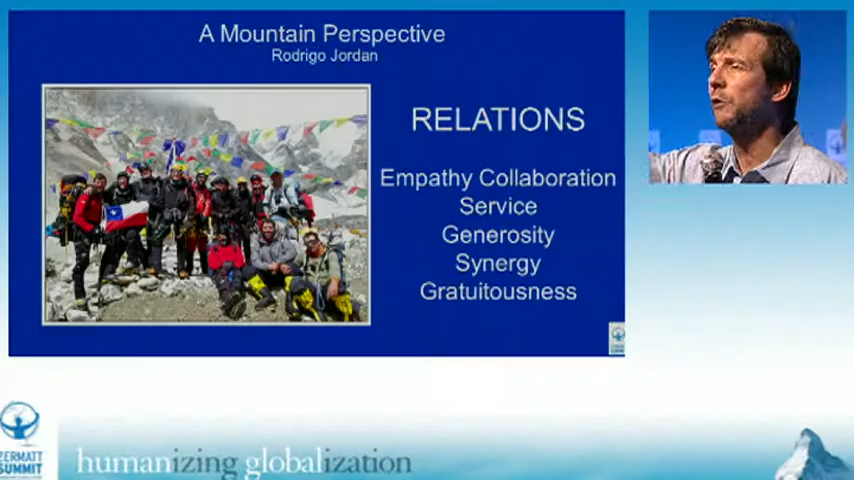 A Mountain Perspective
Rodrigo Jordan
RELATIONS
Empathy Collaboration
Service
Generosity
Synergy
Gratuitousness
ZERMATT
SUMMIT
humanizing globalization